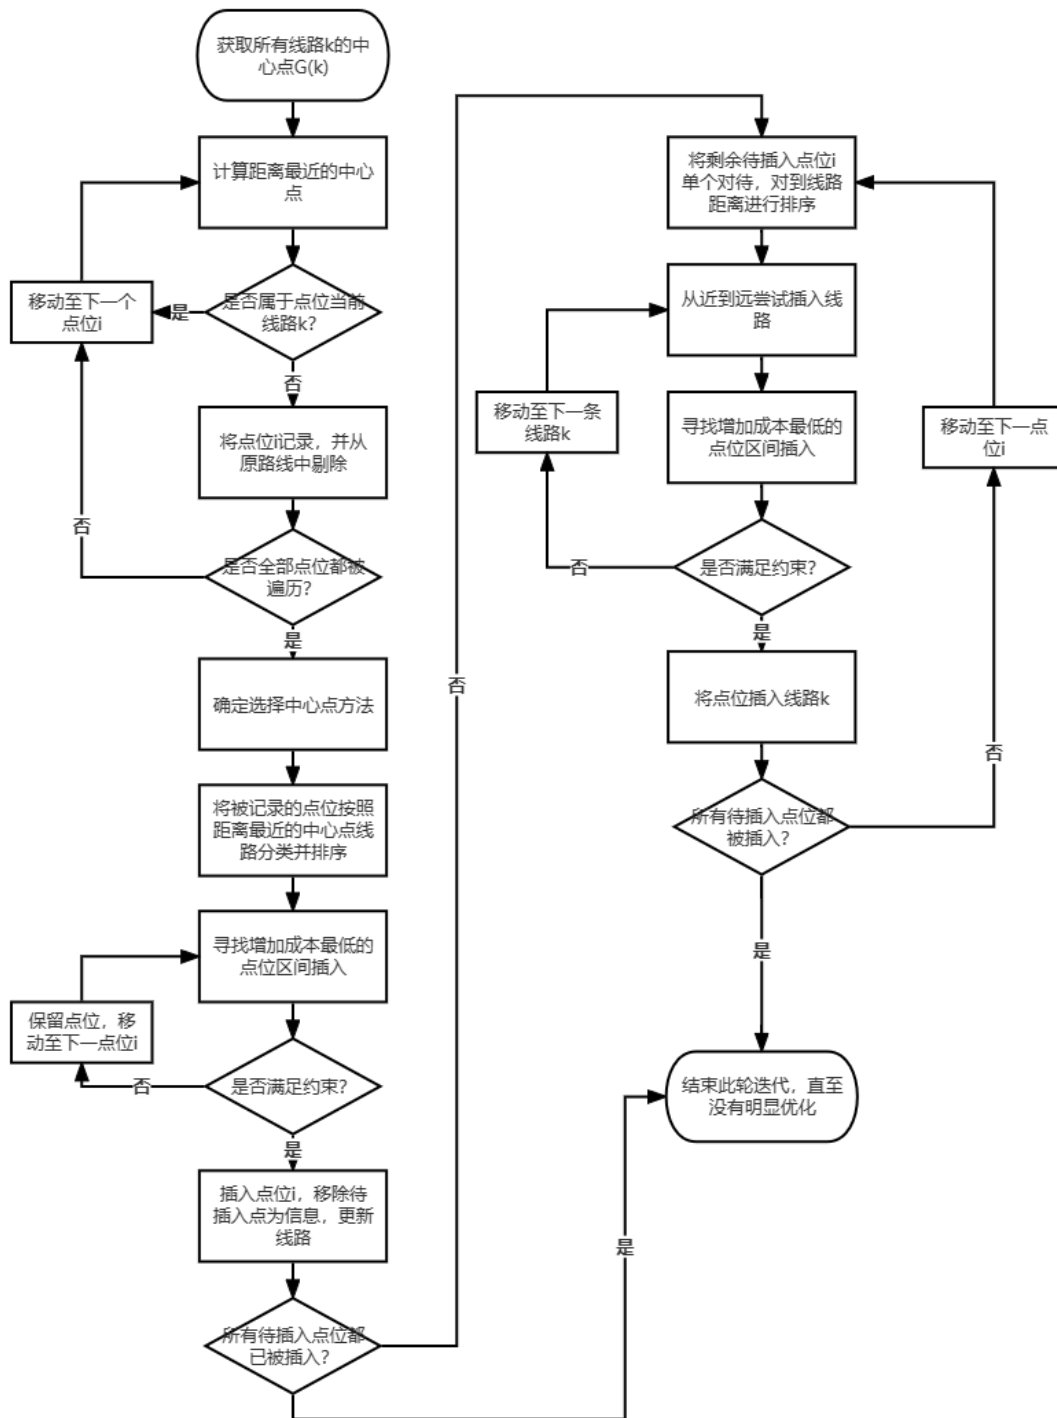 获取所有线路k的中
心点G(k)
计算距离最近的中心
点
移动至下一个
点位i
是
是否属于点位当前
线路k?
否
将点位i记录，并从
原路线中剔除
否
是否全部点位都被
遍历?
是
确定选择中心点方法
将被记录的点位按照
距离最近的中心点线
路分类并排序
寻找增加成本最低的
点位区间插入
保留点位，移
动至下一点位i
否
是否满足约束?
是
插入点位i，移除待
插入点为信息，更新
线路
所有待插入点位都
已被插入?
否
是
将剩余待插入点位i
单个对待，对到线路
距离进行排序
从近到远尝试插入线
路
移动至下一条
线路k
寻找增加成本最低的
点位区间插入
移动至下一点
位i
否
是否满足约束?
是
将点位插入线路k
否
所有待插入点位都
被插入?
是
结束此轮迭代，直至
没有明显优化